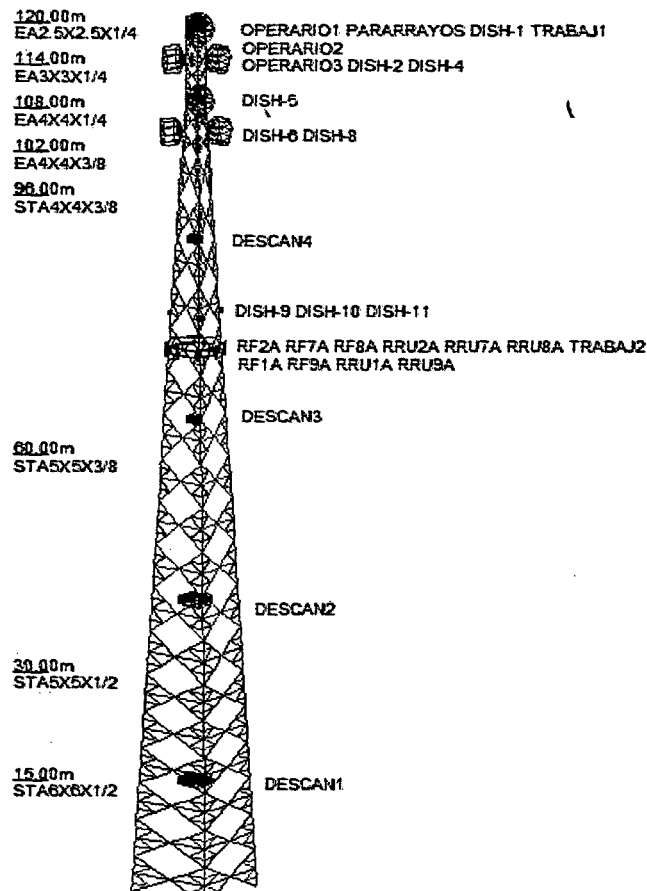 120.00m
EA2.5X2.5X1/4
OPERARIO1 PARARRAYOS DISH-1 TRABAJ1
OPERARIO2
114.00m
EA3X3X1/4
OPERARIO3 DISH-2 DISH-4
108.00m
EA4X4X1/4
DISH-5
DISH-6 DISH-8
102.00m
EA4X4X3/8
96.00m
STA4X4X3/8
DESCAN4
DISH-9 DISH-10 DISH-11
RF2A RF7A RF8A RRU2A RRU7A RRU8A TRABAJ2
RF1A RF9A RRU1A RRU9A
DESCAN3
60.00m
STA5X5X3/8
DESCAN2
30.00m
STA5X5X1/2
15.00m
STA6X6X1/2
DESCAN1